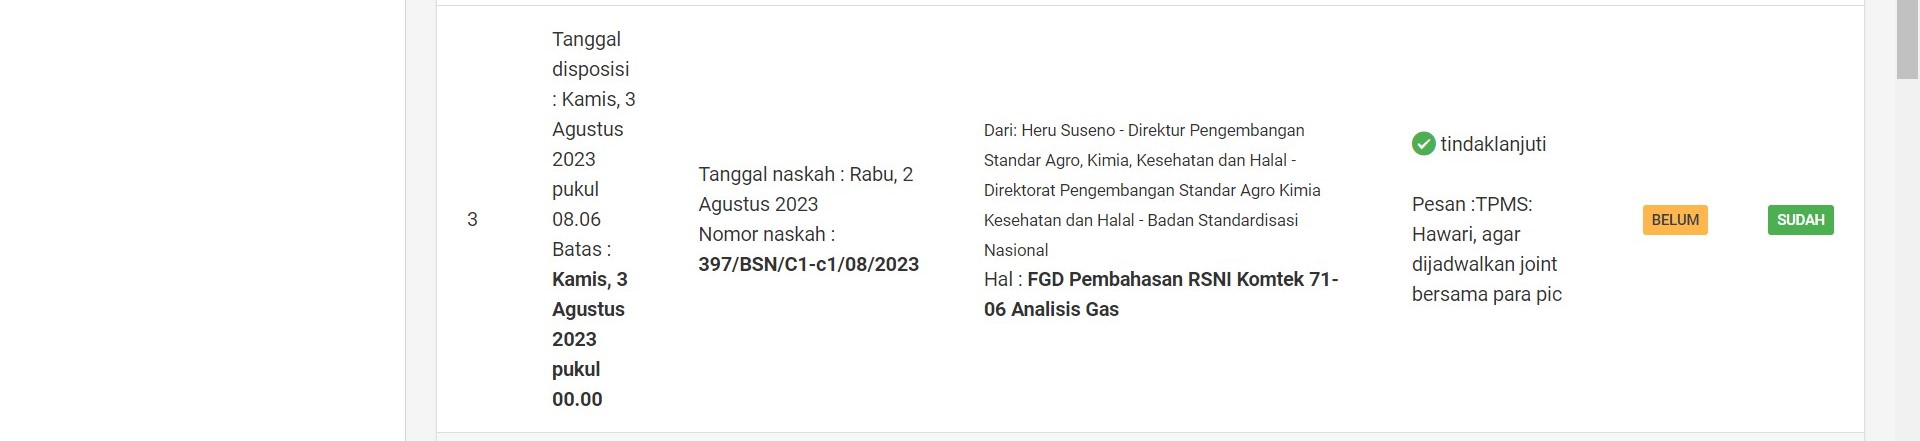 3
Tanggal
disposisi
: Kamis, 3
Agustus
2023
pukul
08.06
Batas :
Kamis, 3
Agustus
2023
pukul
00.00
Tanggal naskah : Rabu, 2
Agustus 2023
Nomor naskah :
397/BSN/C1-c1/08/2023
Dari: Heru Suseno - Direktur Pengembangan
Standar Agro, Kimia, Kesehatan dan Halal -
Direktorat Pengembangan Standar Agro Kimia
Kesehatan dan Halal - Badan Standardisasi
Nasional
Hal : FGD Pembahasan RSNI Komtek 71-
06 Analisis Gas
tindaklanjuti
Pesan :TPMS:
Hawari, agar
dijadwalkan joint
bersama para pic
BELUM
SUDAH